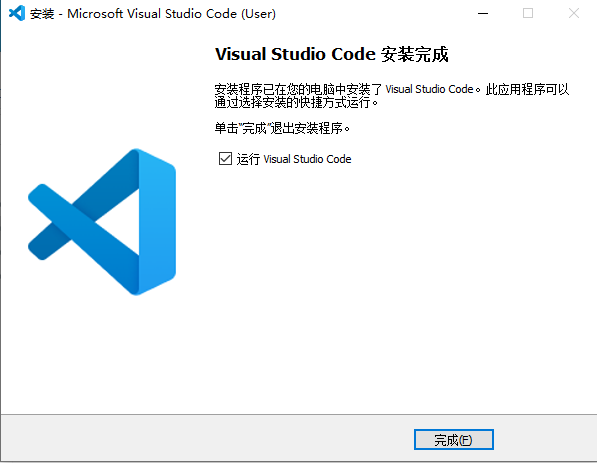 安装 - Microsoft Visual Studio Code (User)
Visual Studio Code 安装完成
安装程序已在您的电脑中安装了 Visual Studio Code。此应用程序可以
通过选择安装的快捷方式运行。
单击"完成"退出安装程序。
运行 Visual Studio Code
完成(F)